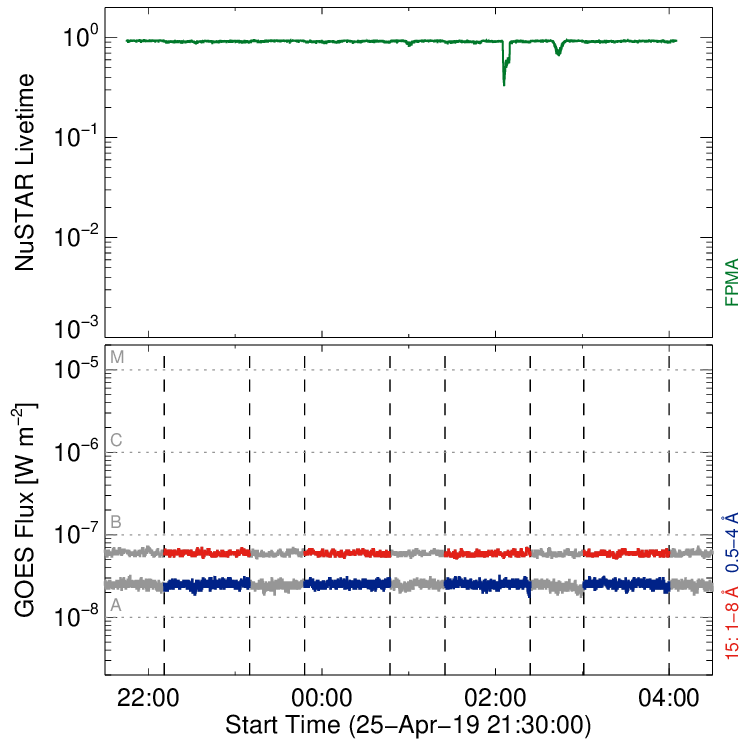 10^0
10^−1
10^−2
10^−3
NuSTAR Livetime
FPMA
M
C
B
A
10^−5
10^−6
10^−7
10^−8
GOES Flux [W m^−2]
15: 1−8 Å 0.5−4 Å
22:00 00:00 02:00 04:00
Start Time (25−Apr−19 21:30:00)